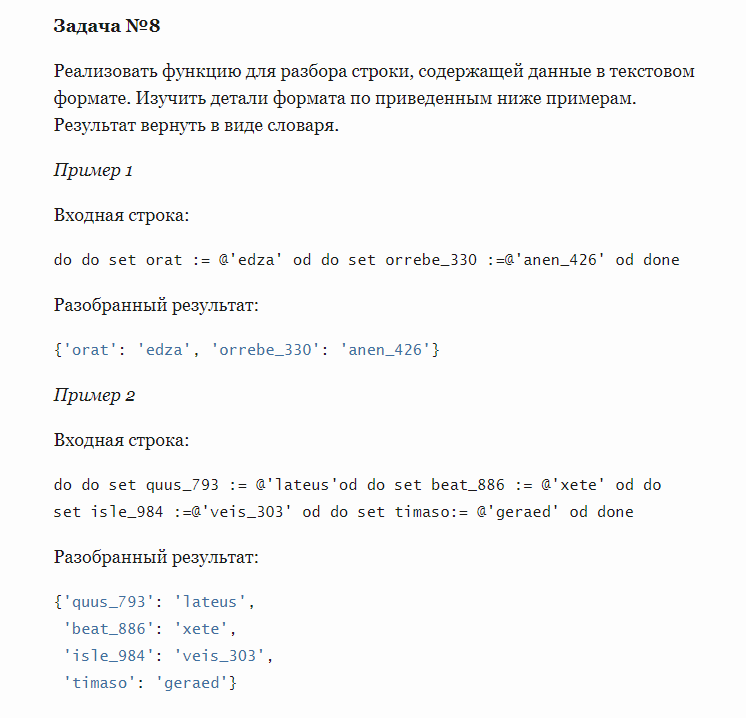 Задача №8
Реализовать функцию для разбора строки, содержащей данные в текстовом
формате. Изучить детали формата по приведенным ниже примерам.
Результат вернуть в виде словаря.
Пример 1
Входная строка:
do do set orat := @'edza' od do set orrebe_330 :=@'anen_426' od done
Разобранный результат:
{'orat': 'edza', 'orrebe_330': 'anen_426'}
Пример 2
Входная строка:
do do set quus_793 := @'lateus'od do set beat_886 := @'xete' od do
set isle_984 :=@'veis_303' od do set timaso:= @'geraed' od done
Разобранный результат:
{'quus_793': 'lateus',
'beat_886': 'xete',
'isle_984': 'veis_303',
'timaso': 'geraed'}